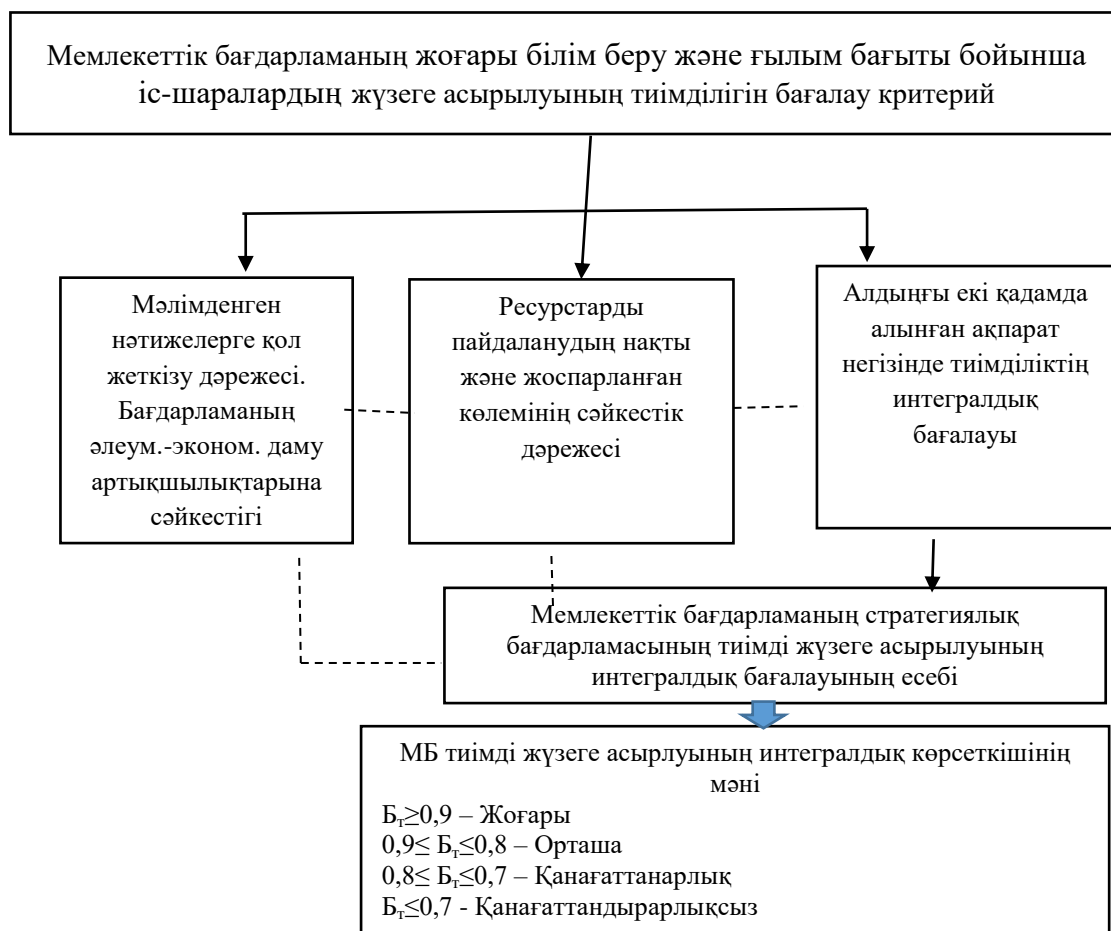 Мемлекеттік бағдарламаның жоғары білім беру және ғылым бағыты бойынша
іс-шаралардың жүзеге асырылуының тиімділігін бағалау критерий
Мәлімденген
нәтижелерге қол
жеткізу дәрежесі.
Бағдарламаның
әлеум.-эконом. даму
артықшылықтарына
сәйкестігі
Ресурстарды
пайдаланудың нақты
және жоспарланған
көлемінің сәйкестік
дәрежесі
Алдыңғы екі қадамда
алынған ақпарат
негізінде тиімділіктің
интегралдық
бағалауы
Мемлекеттік бағдарламаның стратегиялық
бағдарламасының тиімді жүзеге асырылуының
интегралдық бағалауының есебі
МБ тиімді жүзеге асырлуының интегралдық көрсеткішінің
мәні
Бт≥0,9 – Жоғары
0,9≤ Бт≤0,8 – Орташа
0,8≤ Бт≤0,7 – Қанағаттанарлық
Бт≤0,7 - Қанағаттандырарлықсыз